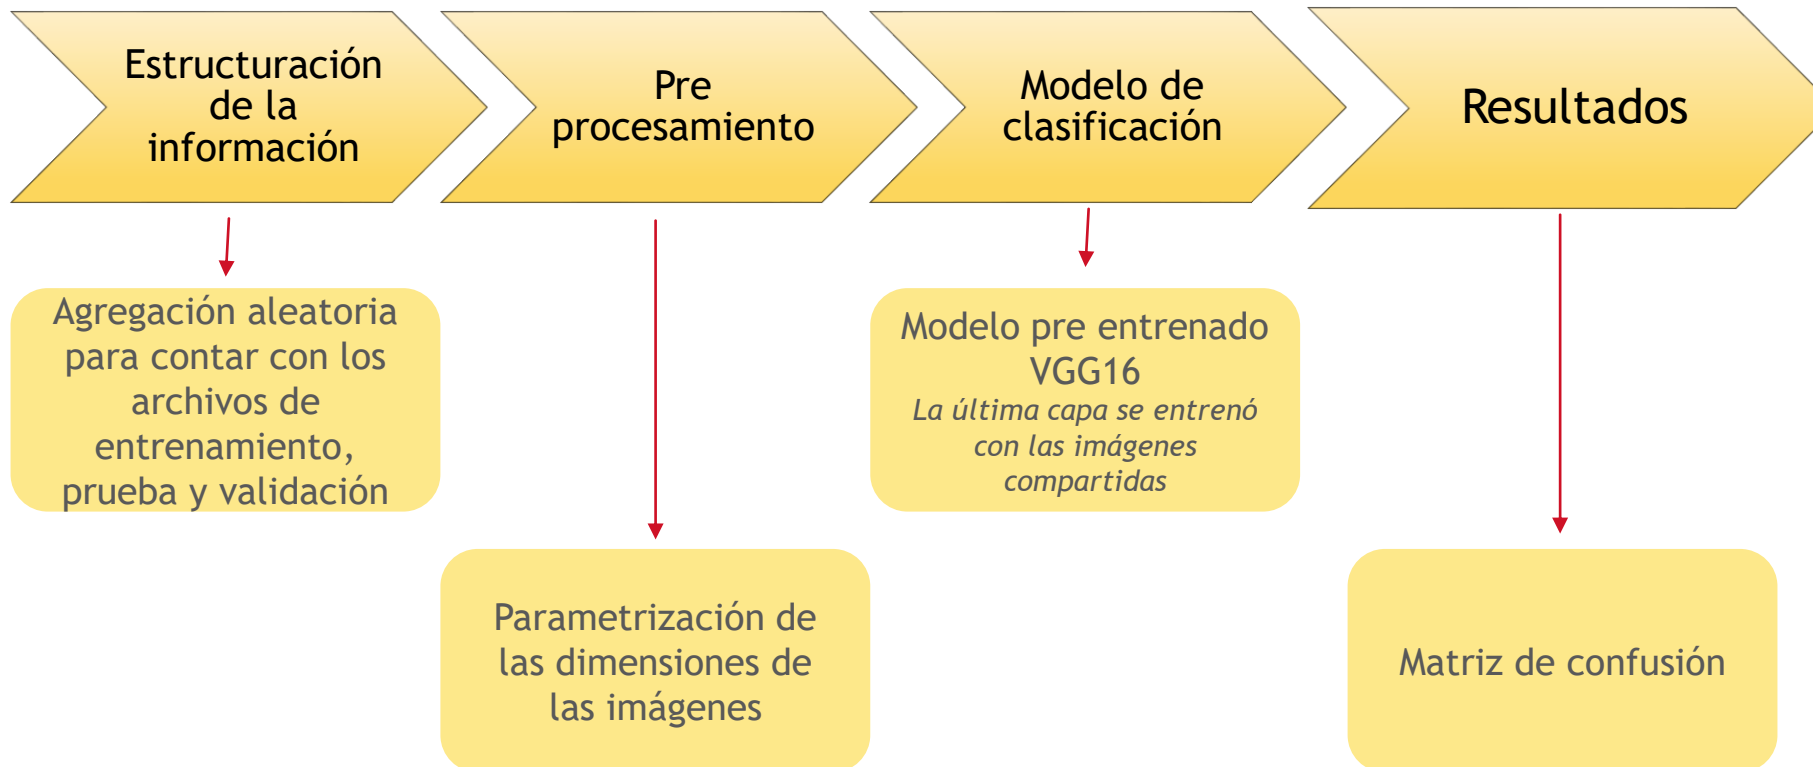 Estructuración
de la
información
Pre
procesamiento
Modelo de
clasificación
Resultados
Agregación aleatoria
para contar con los
archivos de
entrenamiento,
prueba y validación
Parametrización de
las dimensiones de
las imágenes
Modelo pre entrenado
VGG16
La última capa se entrenó
con las imágenes
compartidas
Matriz de confusión